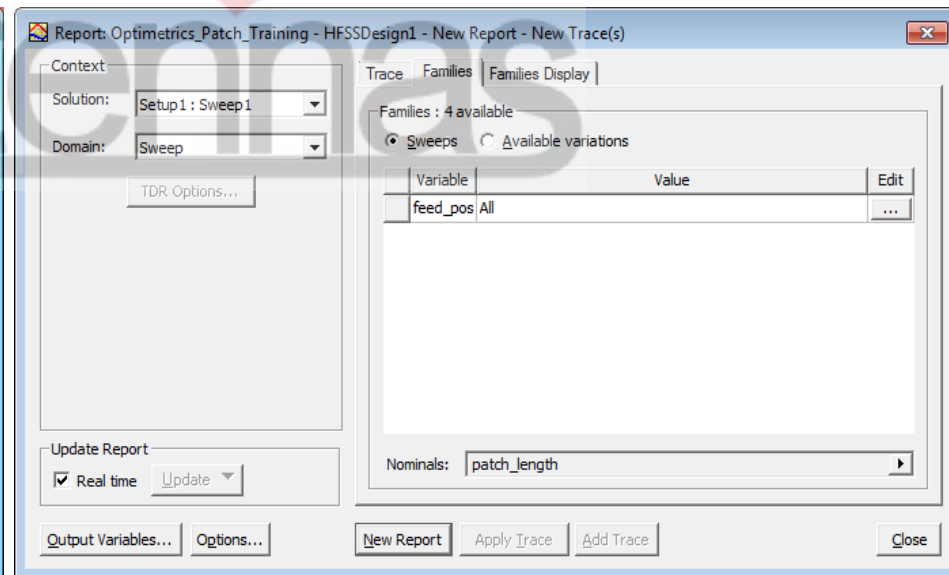 Report: Optimetrics_Patch_Training - HFSSDesign1 - New Report - New Trace(s)
Context
Solution: Setup1 : Sweep1
Domain: Sweep
TDR Options...
Update Report
Real time Update
Output Variables... Options...
Trace Families Families Display
Families : 4 available
Sweeps Available variations
Variable Value Edit
feed_pos All ...
Nominals: patch_length
New Report Apply Trace Add Trace Close